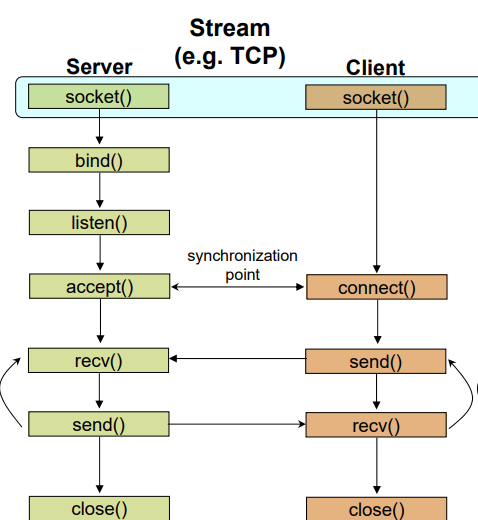 Stream
(e.g. TCP)
Server
Client
socket()
socket()
bind()
listen()
synchronization
point
accept()
connect()
recv()
send()
send()
recv()
close()
close()